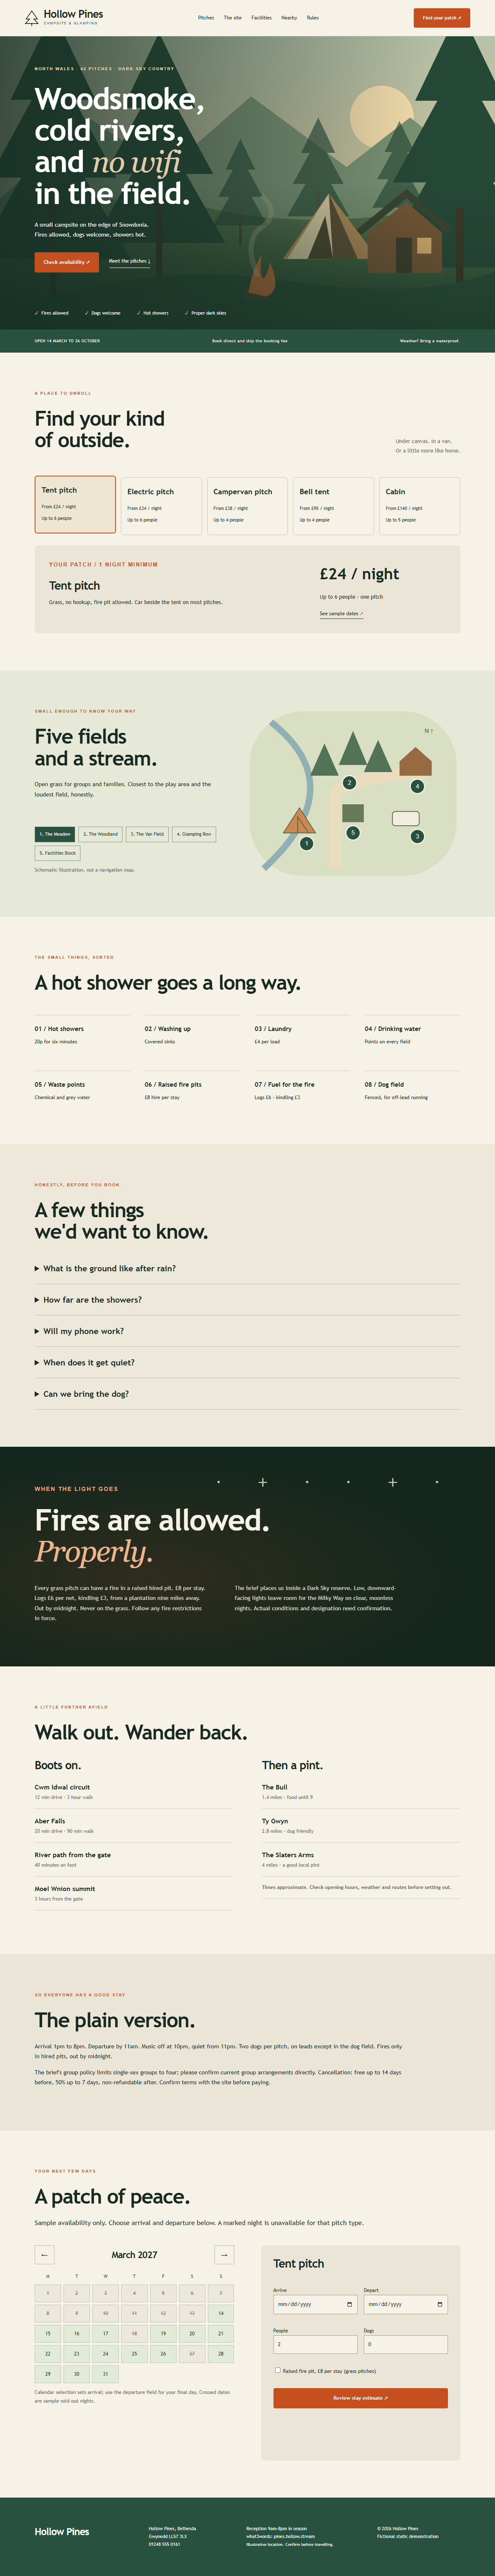 Hollow Pines
CAMPSITE & GLAMPING
Pitches The site Facilities Nearby Rules
Find your patch ↗
NORTH WALES · 42 PITCHES · DARK SKY COUNTRY
Woodsmoke,
cold rivers,
and no wifi
in the field.
A small campsite on the edge of Snowdonia.
Fires allowed, dogs welcome, showers hot.
Check availability ↗ Meet the pitches ↓
✓ Fires allowed ✓ Dogs welcome ✓ Hot showers ✓ Proper dark skies
OPEN 14 MARCH TO 26 OCTOBER Book direct and skip the booking fee Weather? Bring a waterproof.
A PLACE TO UNROLL
Find your kind
of outside.
Under canvas. In a van.
Or a little more like home.
Tent pitch
From £24 / night
Up to 6 people
Electric pitch
From £34 / night
Up to 6 people
Campervan pitch
From £38 / night
Up to 4 people
Bell tent
From £95 / night
Up to 4 people
Cabin
From £140 / night
Up to 5 people
YOUR PATCH / 1 NIGHT MINIMUM
Tent pitch
Grass, no hookup, fire pit allowed. Car beside the tent on most pitches.
£24 / night
Up to 6 people · one pitch
See sample dates ↗
SMALL ENOUGH TO KNOW YOUR WAY
Five fields
and a stream.
Open grass for groups and families. Closest to the play area and the
loudest field, honestly.
1. The Meadow 2. The Woodland 3. The Van Field 4. Glamping Row
5. Facilities Block
Schematic illustration, not a navigation map.
N ↑
2
4
5
3
1
THE SMALL THINGS, SORTED
A hot shower goes a long way.
01 / Hot showers
20p for six minutes
02 / Washing up
Covered sinks
03 / Laundry
£4 per load
04 / Drinking water
Points on every field
05 / Waste points
Chemical and grey water
06 / Raised fire pits
£8 hire per stay
07 / Fuel for the fire
Logs £6 · kindling £3
08 / Dog field
Fenced, for off-lead running
HONESTLY, BEFORE YOU BOOK
A few things
we'd want to know.
What is the ground like after rain?
How far are the showers?
Will my phone work?
When does it get quiet?
Can we bring the dog?
WHEN THE LIGHT GOES
Fires are allowed.
Properly.
Every grass pitch can have a fire in a raised hired pit. £8 per stay.
Logs £6 per net, kindling £3, from a plantation nine miles away.
Out by midnight. Never on the grass. Follow any fire restrictions
in force.
The brief places us inside a Dark Sky reserve. Low, downward-
facing lights leave room for the Milky Way on clear, moonless
nights. Actual conditions and designation need confirmation.
A LITTLE FURTHER AFIELD
Walk out. Wander back.
Boots on.
Cwm Idwal circuit
12 min drive · 2 hour walk
Aber Falls
20 min drive · 90 min walk
River path from the gate
40 minutes on foot
Moel Wnion summit
3 hours from the gate
Then a pint.
The Bull
1.4 miles · food until 9
Ty Gwyn
2.8 miles · dog friendly
The Slaters Arms
4 miles · a good local pint
Times approximate. Check opening hours, weather and routes before setting out.
SO EVERYONE HAS A GOOD STAY
The plain version.
Arrival 1pm to 8pm. Departure by 11am. Music off at 10pm, quiet from 11pm. Two dogs per pitch, on leads except in the dog field. Fires only
in hired pits, out by midnight.
The brief's group policy limits single-sex groups to four; please confirm current group arrangements directly. Cancellation: free up to 14 days
before, 50% up to 7 days, non-refundable after. Confirm terms with the site before paying.
YOUR NEXT FEW DAYS
A patch of peace.
Sample availability only. Choose arrival and departure below. A marked night is unavailable for that pitch type.
← March 2027 →
M T W T F S S
1 2 3 4 5 6 7
8 9 10 11 12 13 14
15 16 17 18 19 20 21
22 23 24 25 26 27 28
29 30 31
Calendar selection sets arrival; use the departure field for your final day. Crossed dates
are sample sold-out nights.
Tent pitch
Arrive Depart
mm/dd/yyyy mm/dd/yyyy
People Dogs
2 0
Raised fire pit, £8 per stay (grass pitches)
Review stay estimate ↗
Hollow Pines
Hollow Pines, Bethesda
Gwynedd LL57 3LX
01248 555 0161
Reception 9am-8pm in season
what3words: pines.hollow.stream
Illustrative location. Confirm before travelling.
© 2026 Hollow Pines
Fictional static demonstration